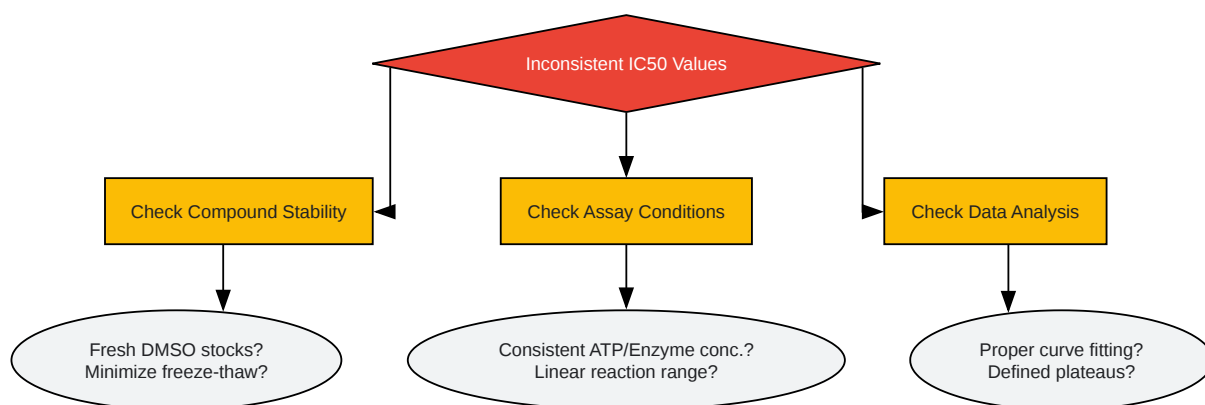 Inconsistent IC50 Values
Check Compound Stability
Check Assay Conditions
Check Data Analysis
Fresh DMSO stocks?
Minimize freeze-thaw?
Consistent ATP/Enzyme conc.?
Linear reaction range?
Proper curve fitting?
Defined plateaus?